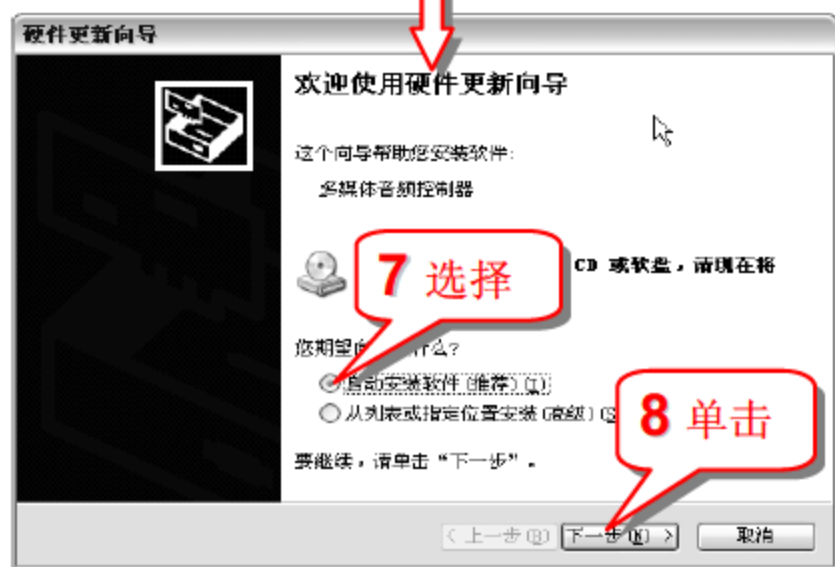 硬件更新向导
欢迎使用硬件更新向导
这个向导帮助您安装软件:
多媒体音频控制器
CD 或软盘，请现在将
7 选择
您期望 什么?
自动安装软件(推荐)(I)
从列表或指定位置安装(高级)(S
8 单击
要继续，请单击“下一步”。
< 上一步(B)
下一步(N) >
取消